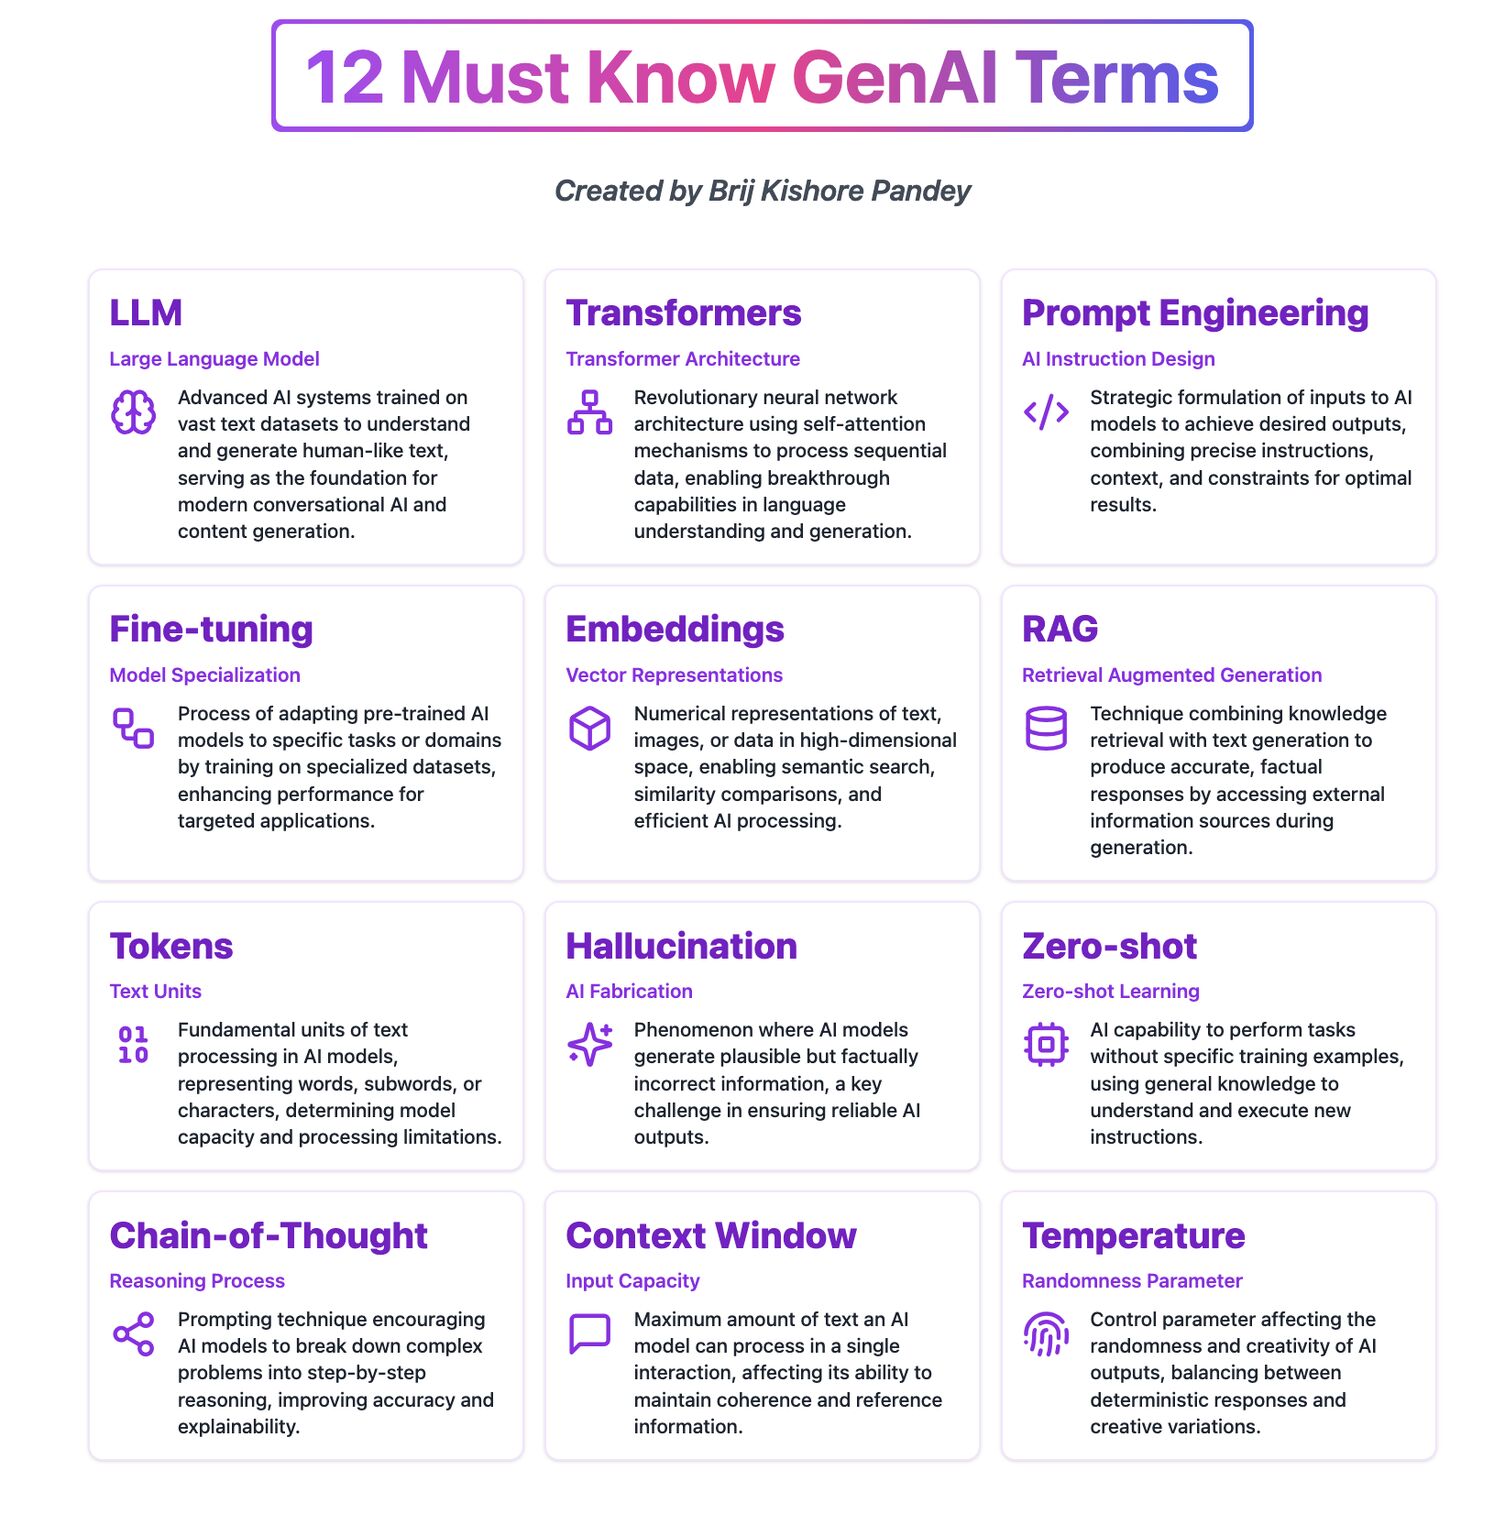 12 Must Know GenAI Terms
Created by Brij Kishore Pandey
LLM
Large Language Model
Advanced AI systems trained on
vast text datasets to understand
and generate human-like text,
serving as the foundation for
modern conversational AI and
content generation.
Transformers
Transformer Architecture
Revolutionary neural network
architecture using self-attention
mechanisms to process sequential
data, enabling breakthrough
capabilities in language
understanding and generation.
Prompt Engineering
AI Instruction Design
Strategic formulation of inputs to AI
models to achieve desired outputs,
combining precise instructions,
context, and constraints for optimal
results.
Fine-tuning
Model Specialization
Process of adapting pre-trained AI
models to specific tasks or domains
by training on specialized datasets,
enhancing performance for
targeted applications.
Embeddings
Vector Representations
Numerical representations of text,
images, or data in high-dimensional
space, enabling semantic search,
similarity comparisons, and
efficient AI processing.
RAG
Retrieval Augmented Generation
Technique combining knowledge
retrieval with text generation to
produce accurate, factual
responses by accessing external
information sources during
generation.
Tokens
Text Units
01
10
Fundamental units of text
processing in AI models,
representing words, subwords, or
characters, determining model
capacity and processing limitations.
Hallucination
AI Fabrication
Phenomenon where AI models
generate plausible but factually
incorrect information, a key
challenge in ensuring reliable AI
outputs.
Zero-shot
Zero-shot Learning
AI capability to perform tasks
without specific training examples,
using general knowledge to
understand and execute new
instructions.
Chain-of-Thought
Reasoning Process
Prompting technique encouraging
AI models to break down complex
problems into step-by-step
reasoning, improving accuracy and
explainability.
Context Window
Input Capacity
Maximum amount of text an AI
model can process in a single
interaction, affecting its ability to
maintain coherence and reference
information.
Temperature
Randomness Parameter
Control parameter affecting the
randomness and creativity of AI
outputs, balancing between
deterministic responses and
creative variations.